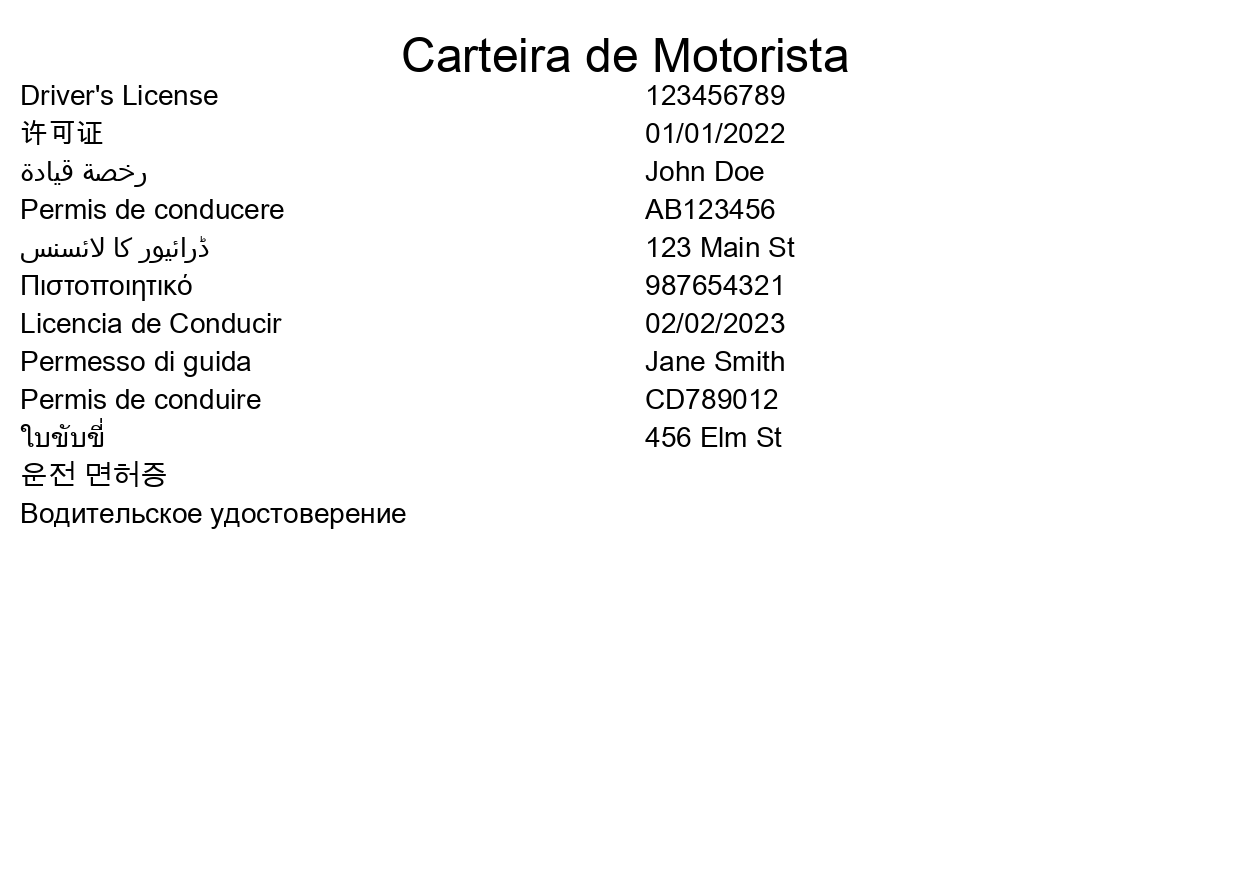 Carteira de Motorista
Driver's License 123456789
许可证 01/01/2022
رخصة قيادة John Doe
Permis de conducere AB123456
ڈرائیور کا لائسنس 123 Main St
Πιστοποιητικό 987654321
Licencia de Conducir 02/02/2023
Permesso di guida Jane Smith
Permis de conduire CD789012
ใบขับขี่ 456 Elm St
운전 면허증
Водительское удостоверение